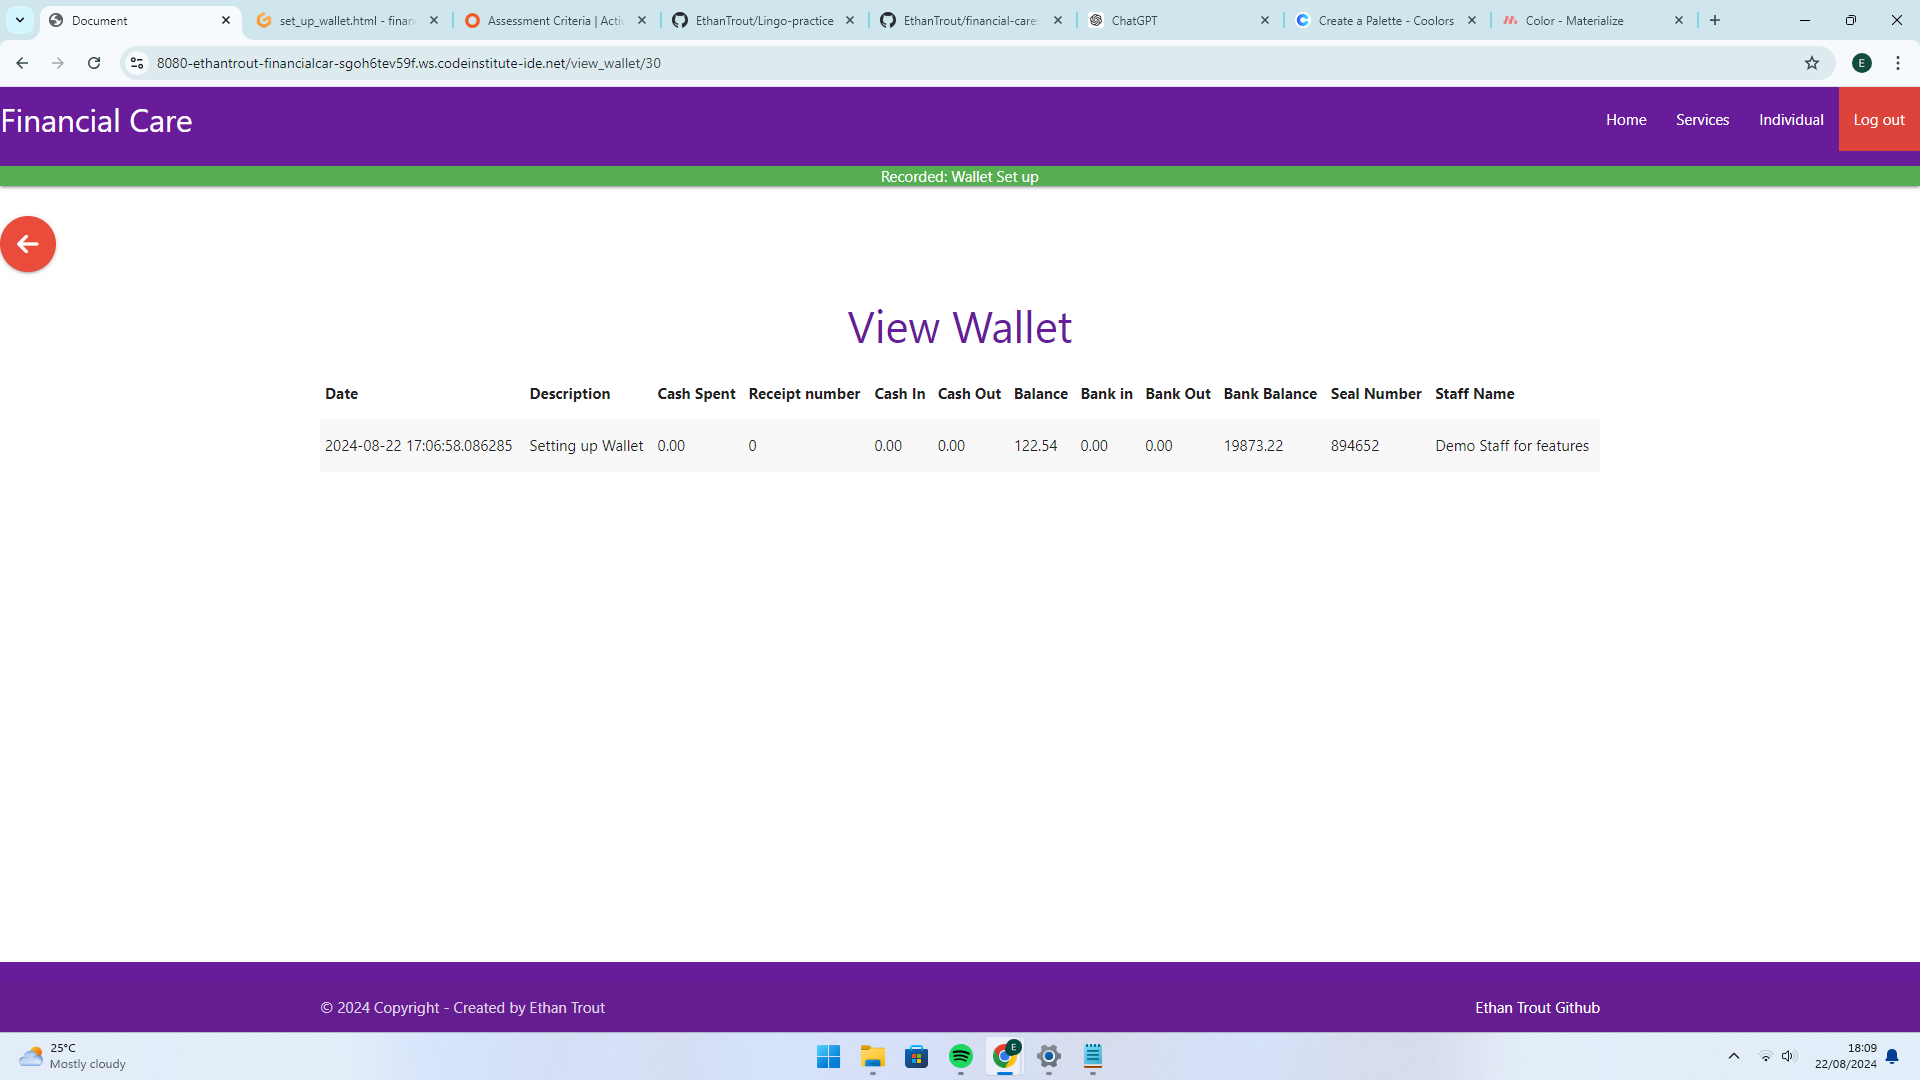 Document
set_up_wallet.html - finan
Assessment Criteria | Activ
EthanTrout/Lingo-practice
EthanTrout/financial-care:
ChatGPT
Create a Palette - Coolors
Color - Materialize
8080-ethantrout-financialcar-sgoh6tev59f.ws.codeinstitute-ide.net/view_wallet/30
E
Financial Care
Home
Services
Individual
Log out
Recorded: Wallet Set up
View Wallet
Date Description Cash Spent Receipt number Cash In Cash Out Balance Bank in Bank Out Bank Balance Seal Number Staff Name
2024-08-22 17:06:58.086285 Setting up Wallet 0.00 0 0.00 0.00 122.54 0.00 0.00 19873.22 894652 Demo Staff for features
© 2024 Copyright - Created by Ethan Trout
Ethan Trout Github
25°C
Mostly cloudy
E
18:09
22/08/2024